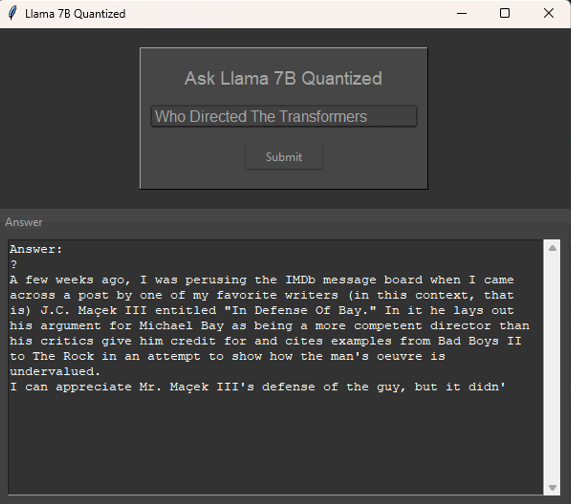 Llama 7B Quantized
Ask Llama 7B Quantized
Who Directed The Transformers
Submit
Answer
Answer:
?
A few weeks ago, I was perusing the IMDb message board when I came
across a post by one of my favorite writers (in this context, that
is) J.C. Maçek III entitled "In Defense Of Bay." In it he lays out
his argument for Michael Bay as being a more competent director than
his critics give him credit for and cites examples from Bad Boys II
to The Rock in an attempt to show how the man's oeuvre is
undervalued.
I can appreciate Mr. Maçek III's defense of the guy, but it didn'